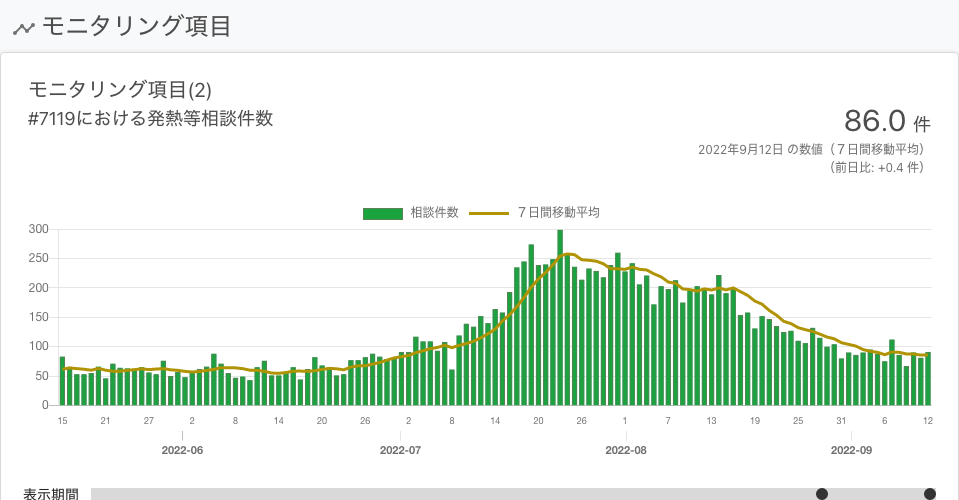 モニタリング項目
モニタリング項目(2)
#7119における発熱等相談件数
86.0 件
2022年9月12日 の数値（７日間移動平均）
（前日比: +0.4 件）
相談件数 ７日間移動平均
300
250
200
150
100
50
0
15 21 27 2 8 14 20 26 2 8 14 20 26 1 7 13 19 25 31 6 12
2022-06 2022-07 2022-08 2022-09
表示期間